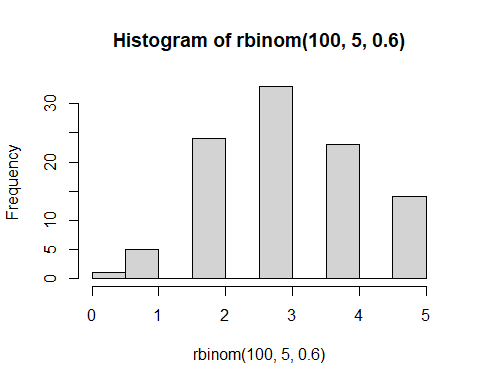 Histogram of rbinom(100, 5, 0.6)
Frequency
30
20
10
5
0
0 1 2 3 4 5
rbinom(100, 5, 0.6)